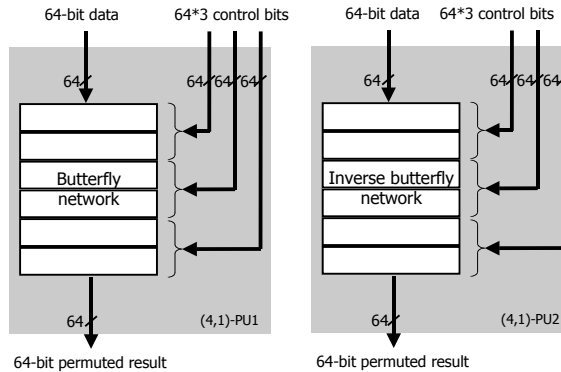 64-bit data 64*3 control bits
64 64 64 64
Butterfly
network
64 (4,1)-PU1
64-bit permuted result
64-bit data 64*3 control bits
64 64 64 64
Inverse butterfly
network
64 (4,1)-PU2
64-bit permuted result